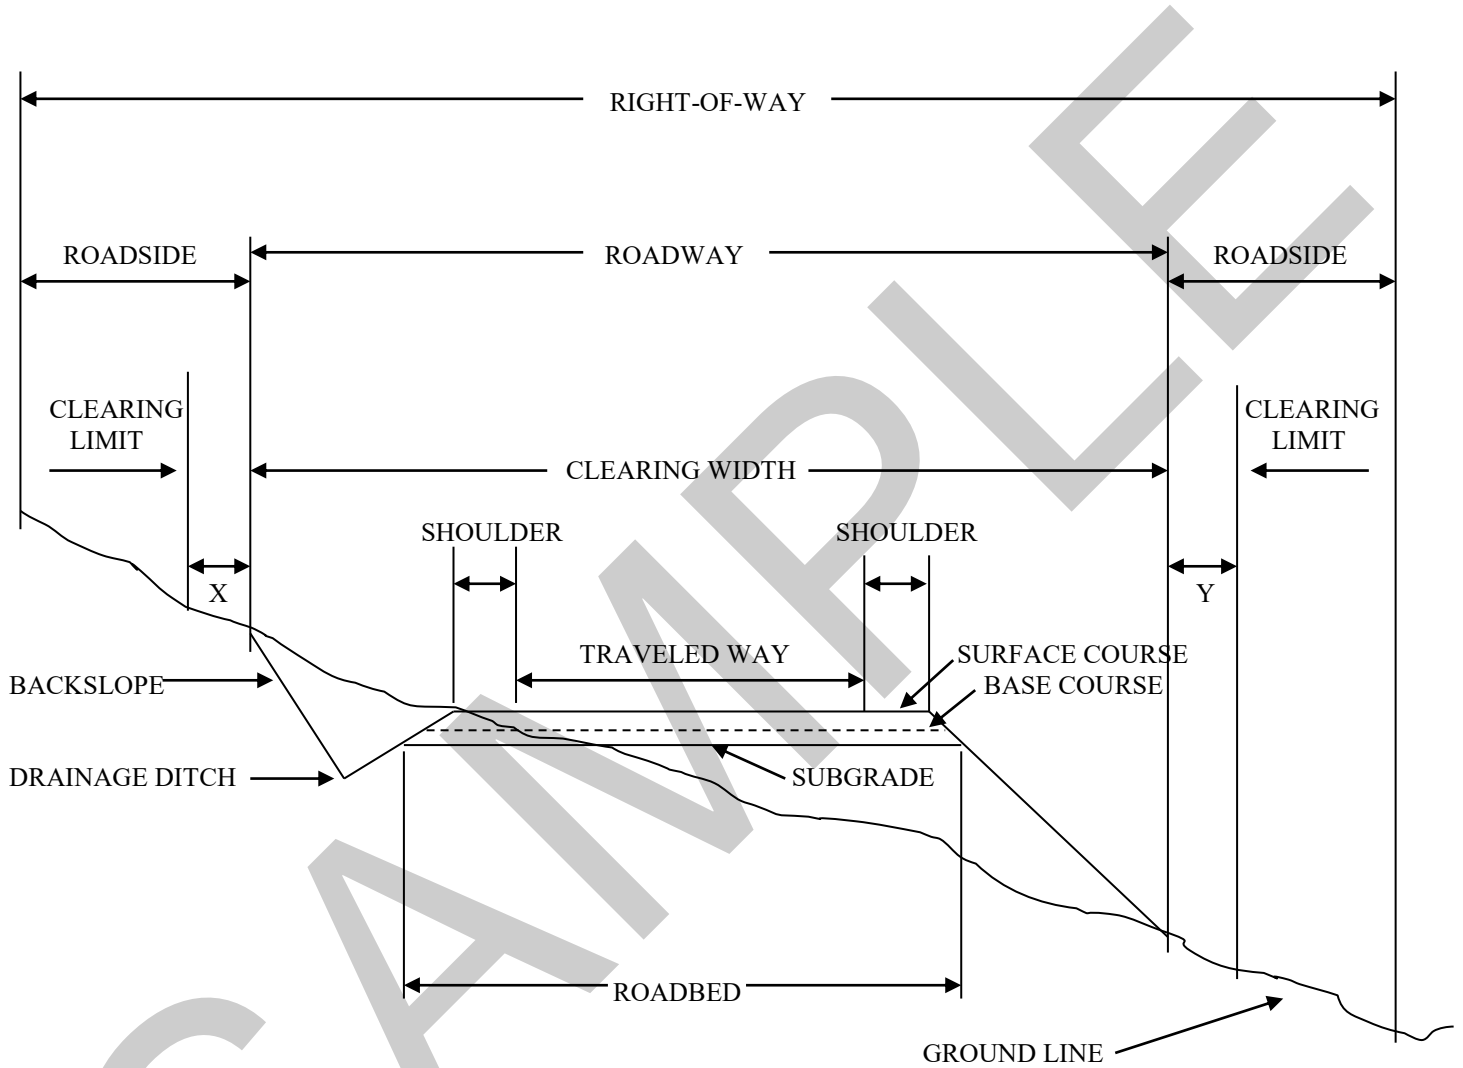 RIGHT-OF-WAY
ROADSIDE
ROADWAY
ROADSIDE
CLEARING
LIMIT
CLEARING WIDTH
CLEARING
LIMIT
SHOULDER
SHOULDER
X
Y
TRAVELED WAY
SURFACE COURSE
BACKSLOPE
BASE COURSE
DRAINAGE DITCH
SUBGRADE
ROADBED
GROUND LINE
SAMPLE